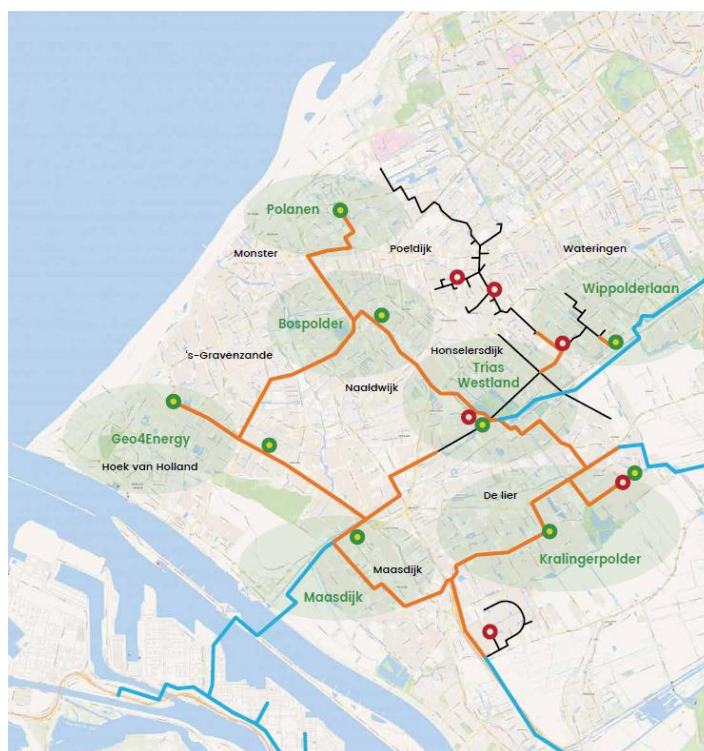 Polanen
Monster
Poeldijk
Wateringen
Wippolderlaan
Bospolder
Honselersdijk
's-Gravenzande
Trias
Westland
Naaldwijk
Geo4Energy
Hoek van Holland
De lier
Kralingerpolder
Maasdijk
Maasdijk